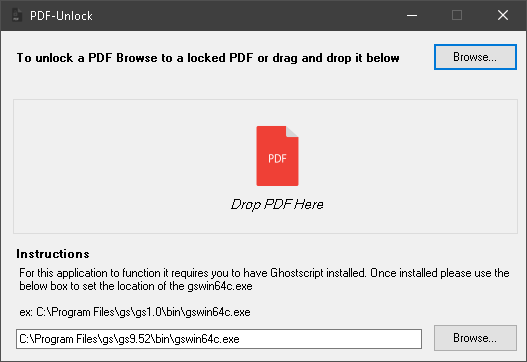 PDF-Unlock
To unlock a PDF Browse to a locked PDF or drag and drop it below
Browse...
PDF
Drop PDF Here
Instructions
For this application to function it requires you to have Ghostscript installed. Once installed please use the
below box to set the location of the gswin64c.exe
ex: C:\Program Files\gs\gs1.0\bin\gswin64c.exe
C:\Program Files\gs\gs9.52\bin\gswin64c.exe
Browse...